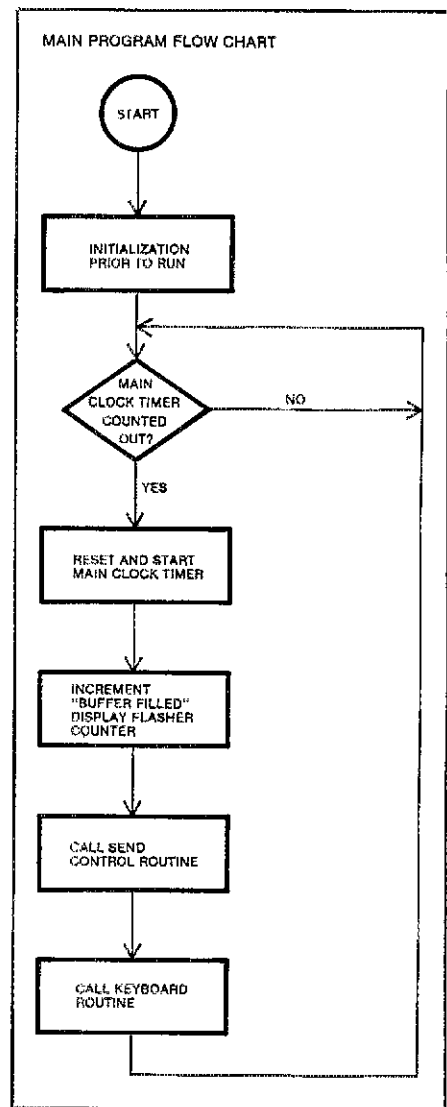 MAIN PROGRAM FLOW CHART
START
INITIALIZATION
PRIOR TO RUN
MAIN
CLOCK TIMER
COUNTED
OUT?
NO
YES
RESET AND START
MAIN CLOCK TIMER
INCREMENT
"BUFFER FILLED"
DISPLAY FLASHER
COUNTER
CALL SEND
CONTROL ROUTINE
CALL KEYBOARD
ROUTINE